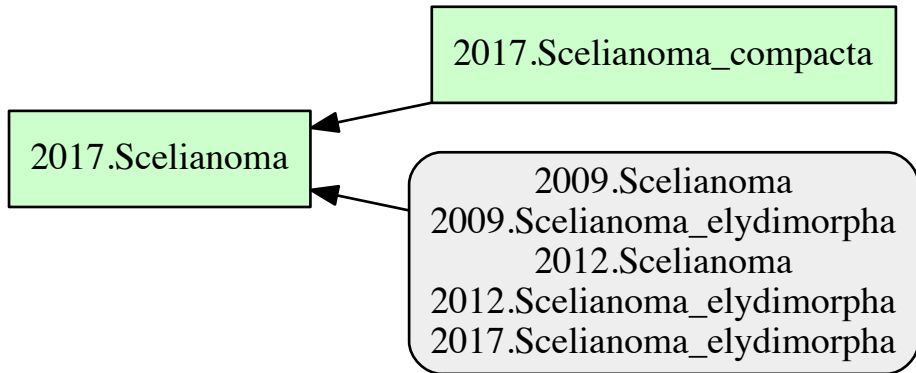 2017.Scelianoma_compacta
2017.Scelianoma
2009.Scelianoma
2009.Scelianoma_elydimorpha
2012.Scelianoma
2012.Scelianoma_elydimorpha
2017.Scelianoma_elydimorpha